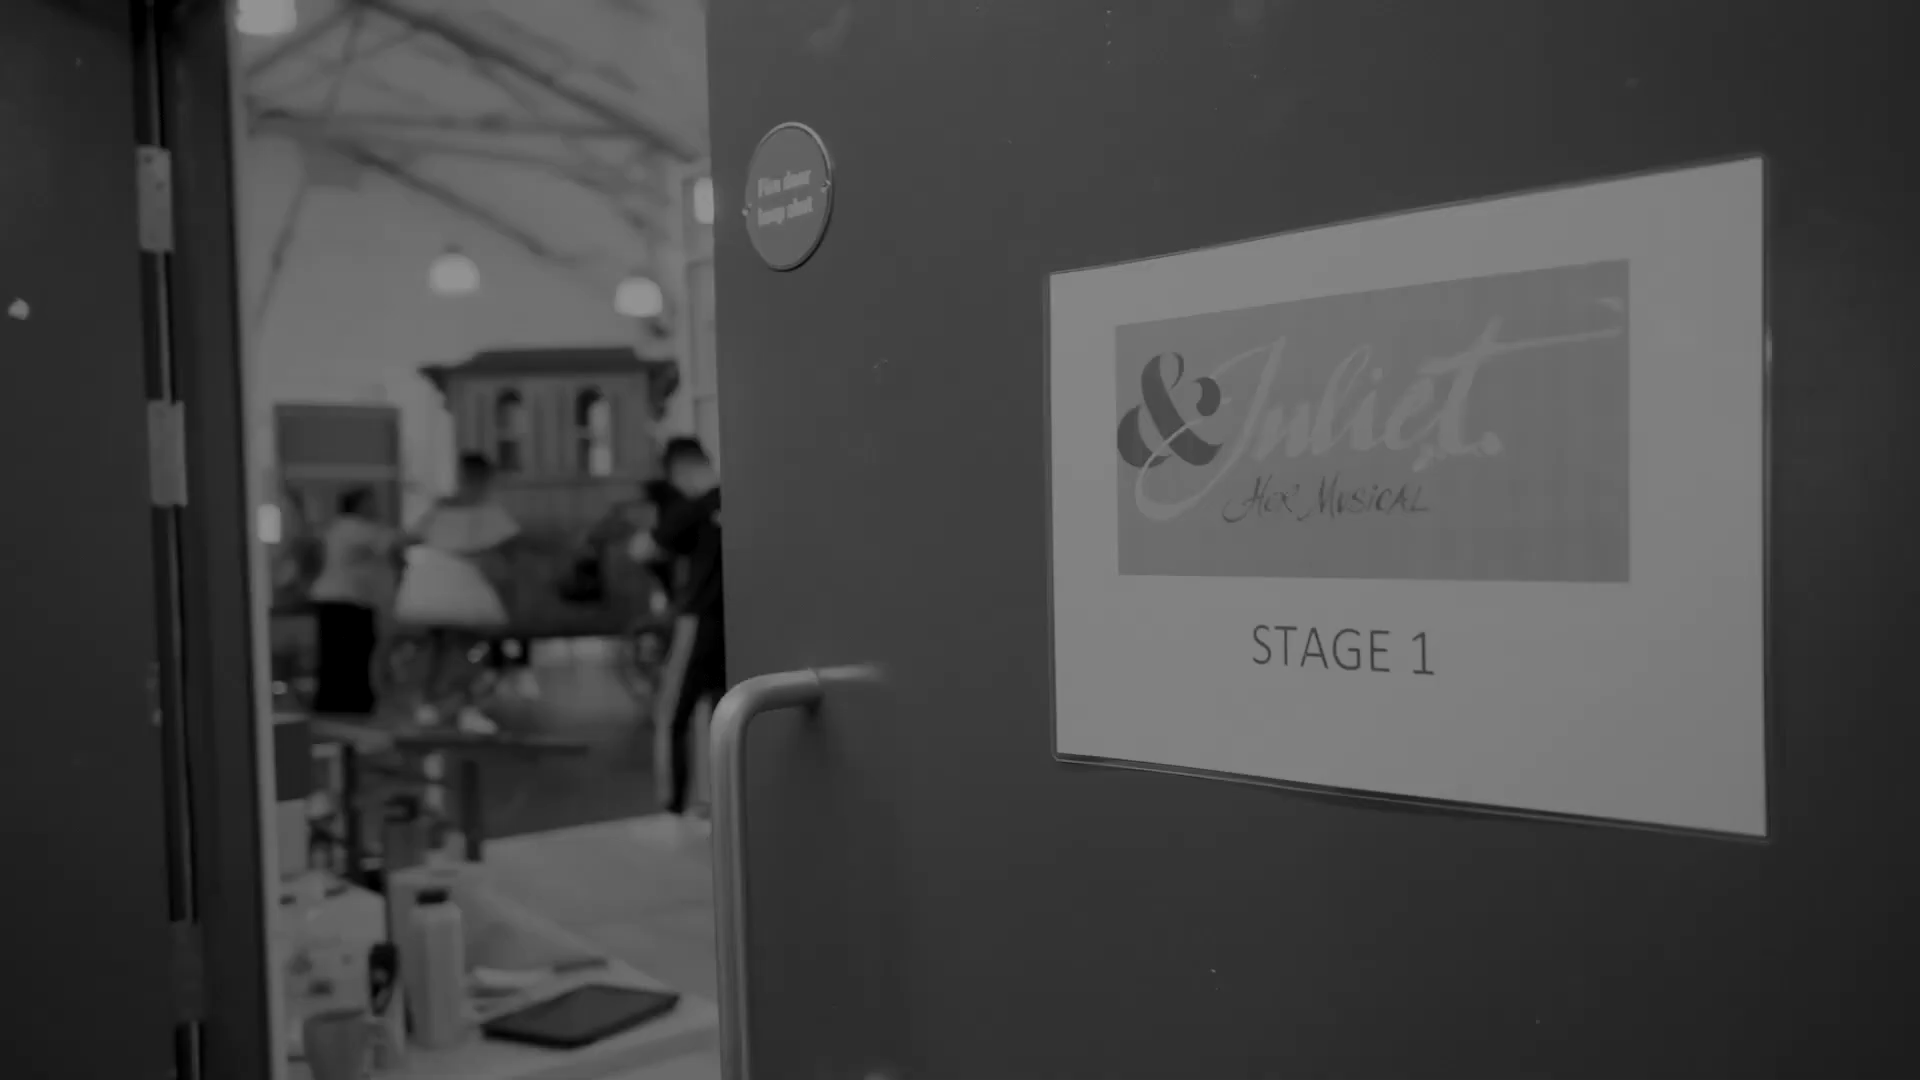 Fire door
keep shut
& Juliet.
HER MUSICAL
STAGE 1